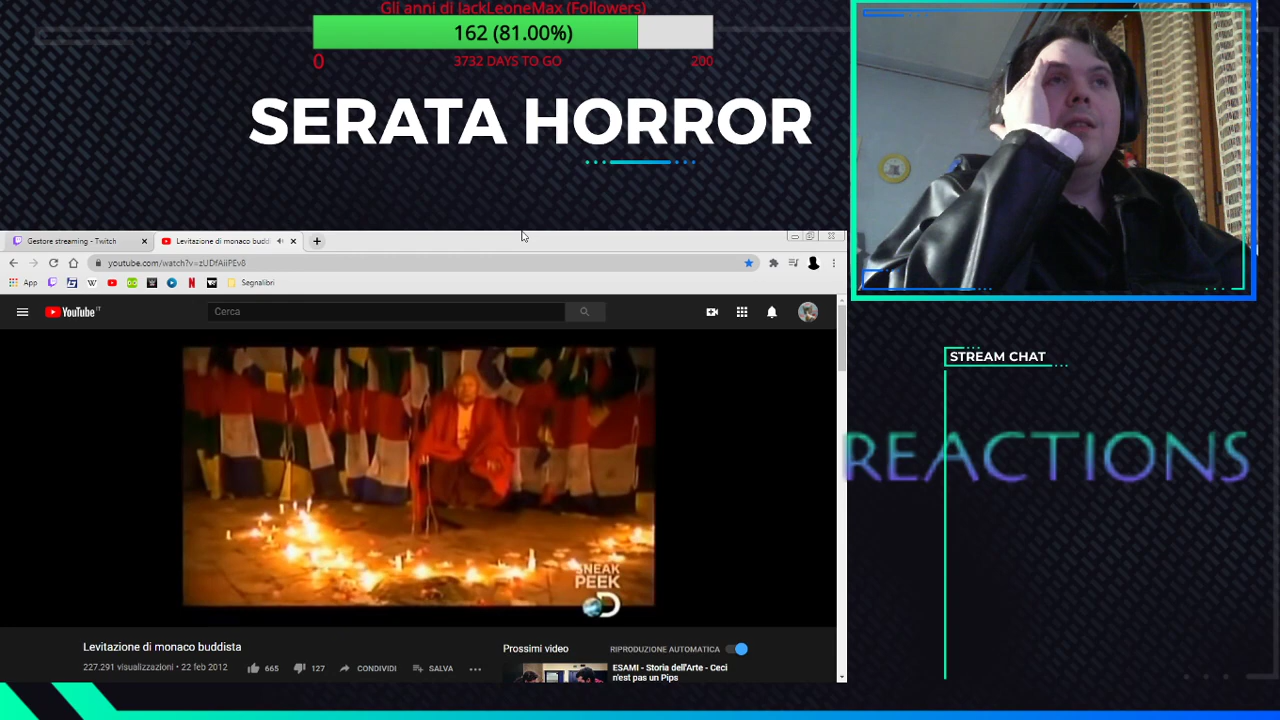 Gli anni di JackLeoneMax (Followers)
162 (81.00%)
0
3732 DAYS TO GO
200
SERATA HORROR
Gestore streaming - Twitch
Levitazione di monaco budd
youtube.com/watch?v=zUDfAiiPEv8
App
Segnalibri
YouTube IT
Cerca
SNEAK
PEEK
D
Levitazione di monaco buddista
227.291 visualizzazioni • 22 feb 2012
665
127
CONDIVIDI
SALVA
Prossimi video
RIPRODUZIONE AUTOMATICA
ESAMI - Storia dell'Arte - Ceci
n'est pas un Pips
STREAM CHAT
REACTIONS